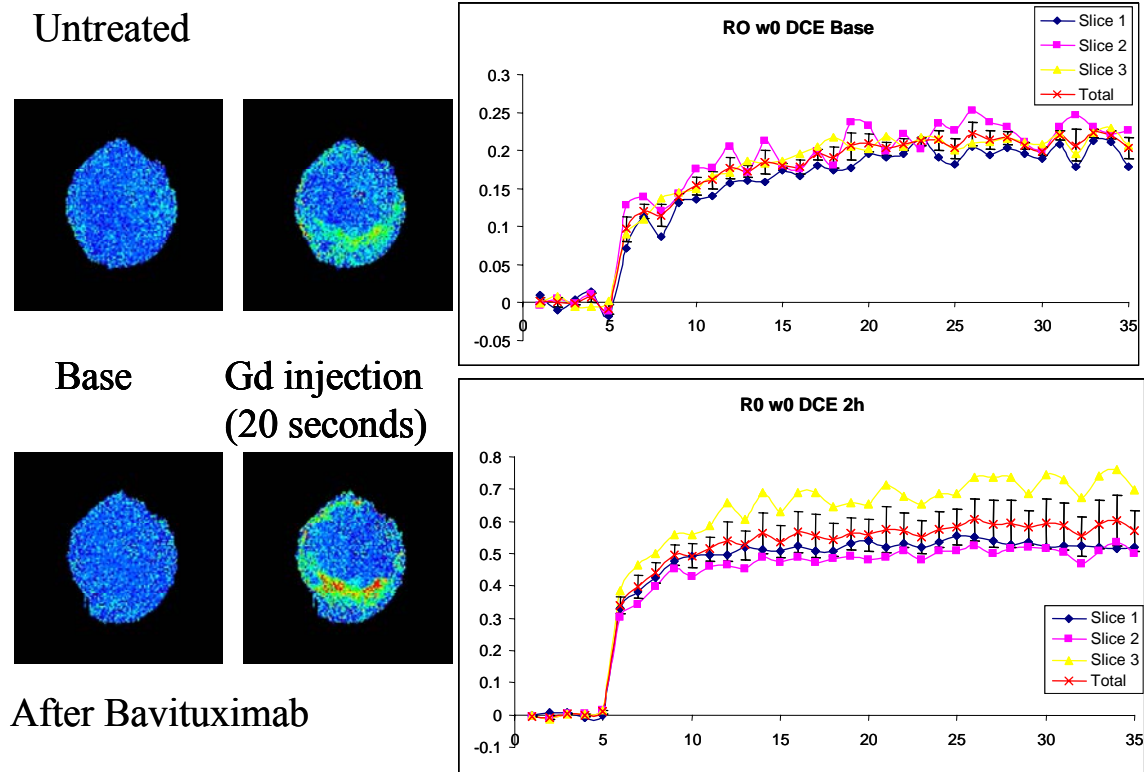 Untreated
Base
Gd injection
(20 seconds)
After Bavituximab
RO w0 DCE Base
Slice 1
Slice 2
Slice 3
Total
0.3
0.25
0.2
0.15
0.1
0.05
0
-0.05
0 5 10 15 20 25 30 35
R0 w0 DCE 2h
0.8
0.7
0.6
0.5
0.4
0.3
0.2
0.1
0
-0.1
0 5 10 15 20 25 30 35
Slice 1
Slice 2
Slice 3
Total